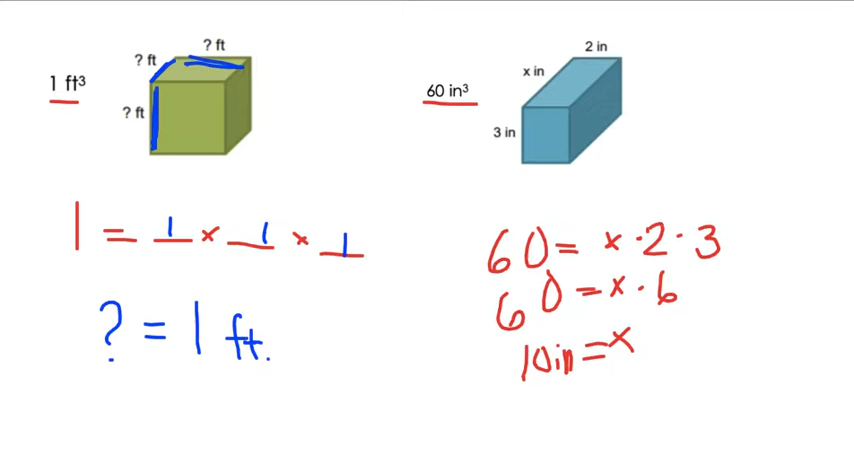 ? ft
? ft
1 ft³
? ft
1 = 1 × 1 × 1
? = 1 ft.
2 in
x in
60 in³
3 in
60 = x · 2 · 3
60 = x · 6
10in = x